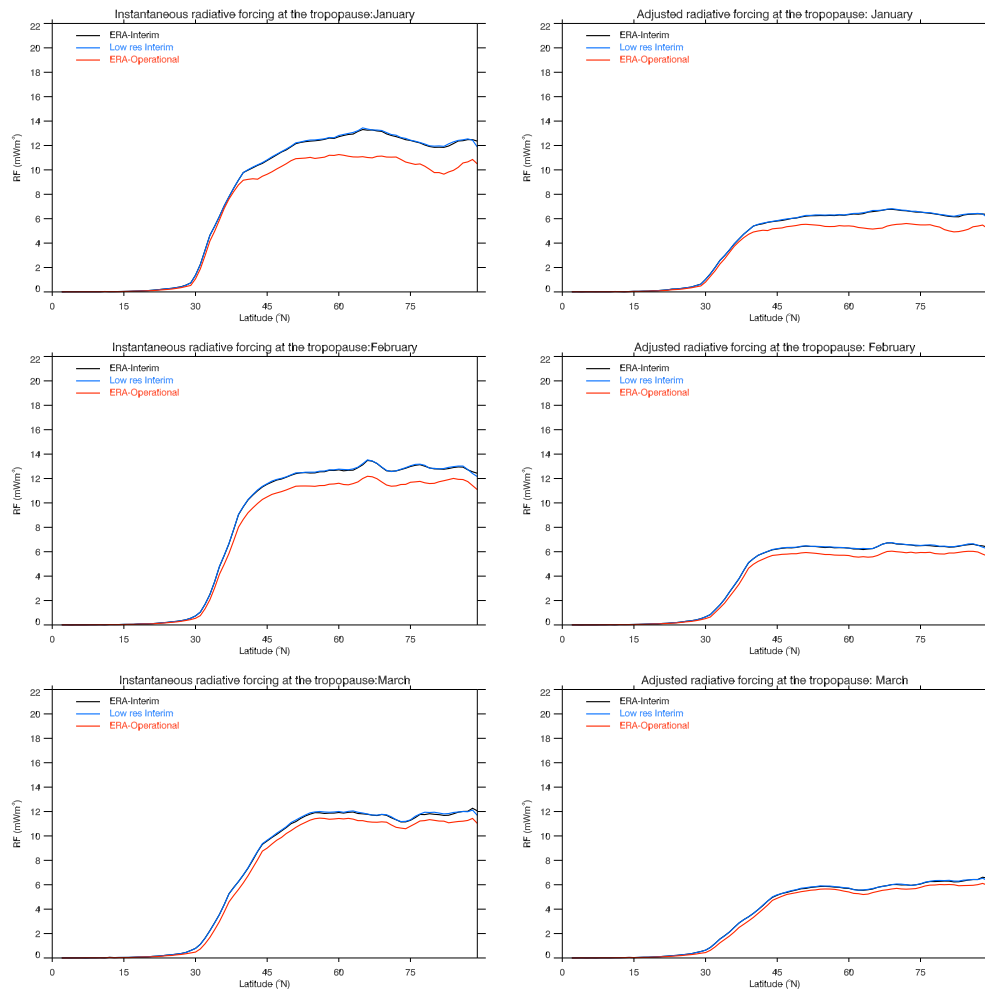 Instantaneous radiative forcing at the tropopause:January
22
20
18
16
14
12
10
8
6
4
2
0
RF (mWm⁻²)
ERA-Interim
Low res Interim
ERA-Operational
0 15 30 45 60 75
Latitude (°N)
Adjusted radiative forcing at the tropopause: January
22
20
18
16
14
12
10
8
6
4
2
0
RF (mWm⁻²)
ERA-Interim
Low res Interim
ERA-Operational
0 15 30 45 60 75
Latitude (°N)
Instantaneous radiative forcing at the tropopause:February
22
20
18
16
14
12
10
8
6
4
2
0
RF (mWm⁻²)
ERA-Interim
Low res Interim
ERA-Operational
0 15 30 45 60 75
Latitude (°N)
Adjusted radiative forcing at the tropopause: February
22
20
18
16
14
12
10
8
6
4
2
0
RF (mWm⁻²)
ERA-Interim
Low res Interim
ERA-Operational
0 15 30 45 60 75
Latitude (°N)
Instantaneous radiative forcing at the tropopause:March
22
20
18
16
14
12
10
8
6
4
2
0
RF (mWm⁻²)
ERA-Interim
Low res Interim
ERA-Operational
0 15 30 45 60 75
Latitude (°N)
Adjusted radiative forcing at the tropopause: March
22
20
18
16
14
12
10
8
6
4
2
0
RF (mWm⁻²)
ERA-Interim
Low res Interim
ERA-Operational
0 15 30 45 60 75
Latitude (°N)